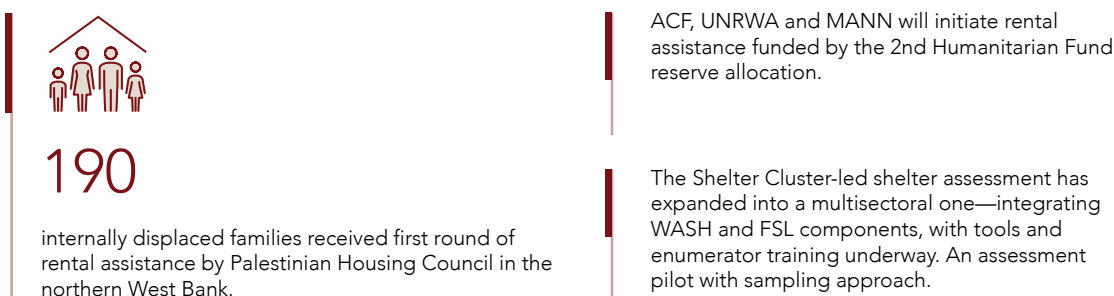 190
internally displaced families received first round of
rental assistance by Palestinian Housing Council in the
northern West Bank.
ACF, UNRWA and MANN will initiate rental
assistance funded by the 2nd Humanitarian Fund
reserve allocation.
The Shelter Cluster-led shelter assessment has
expanded into a multisectoral one—integrating
WASH and FSL components, with tools and
enumerator training underway. An assessment
pilot with sampling approach.